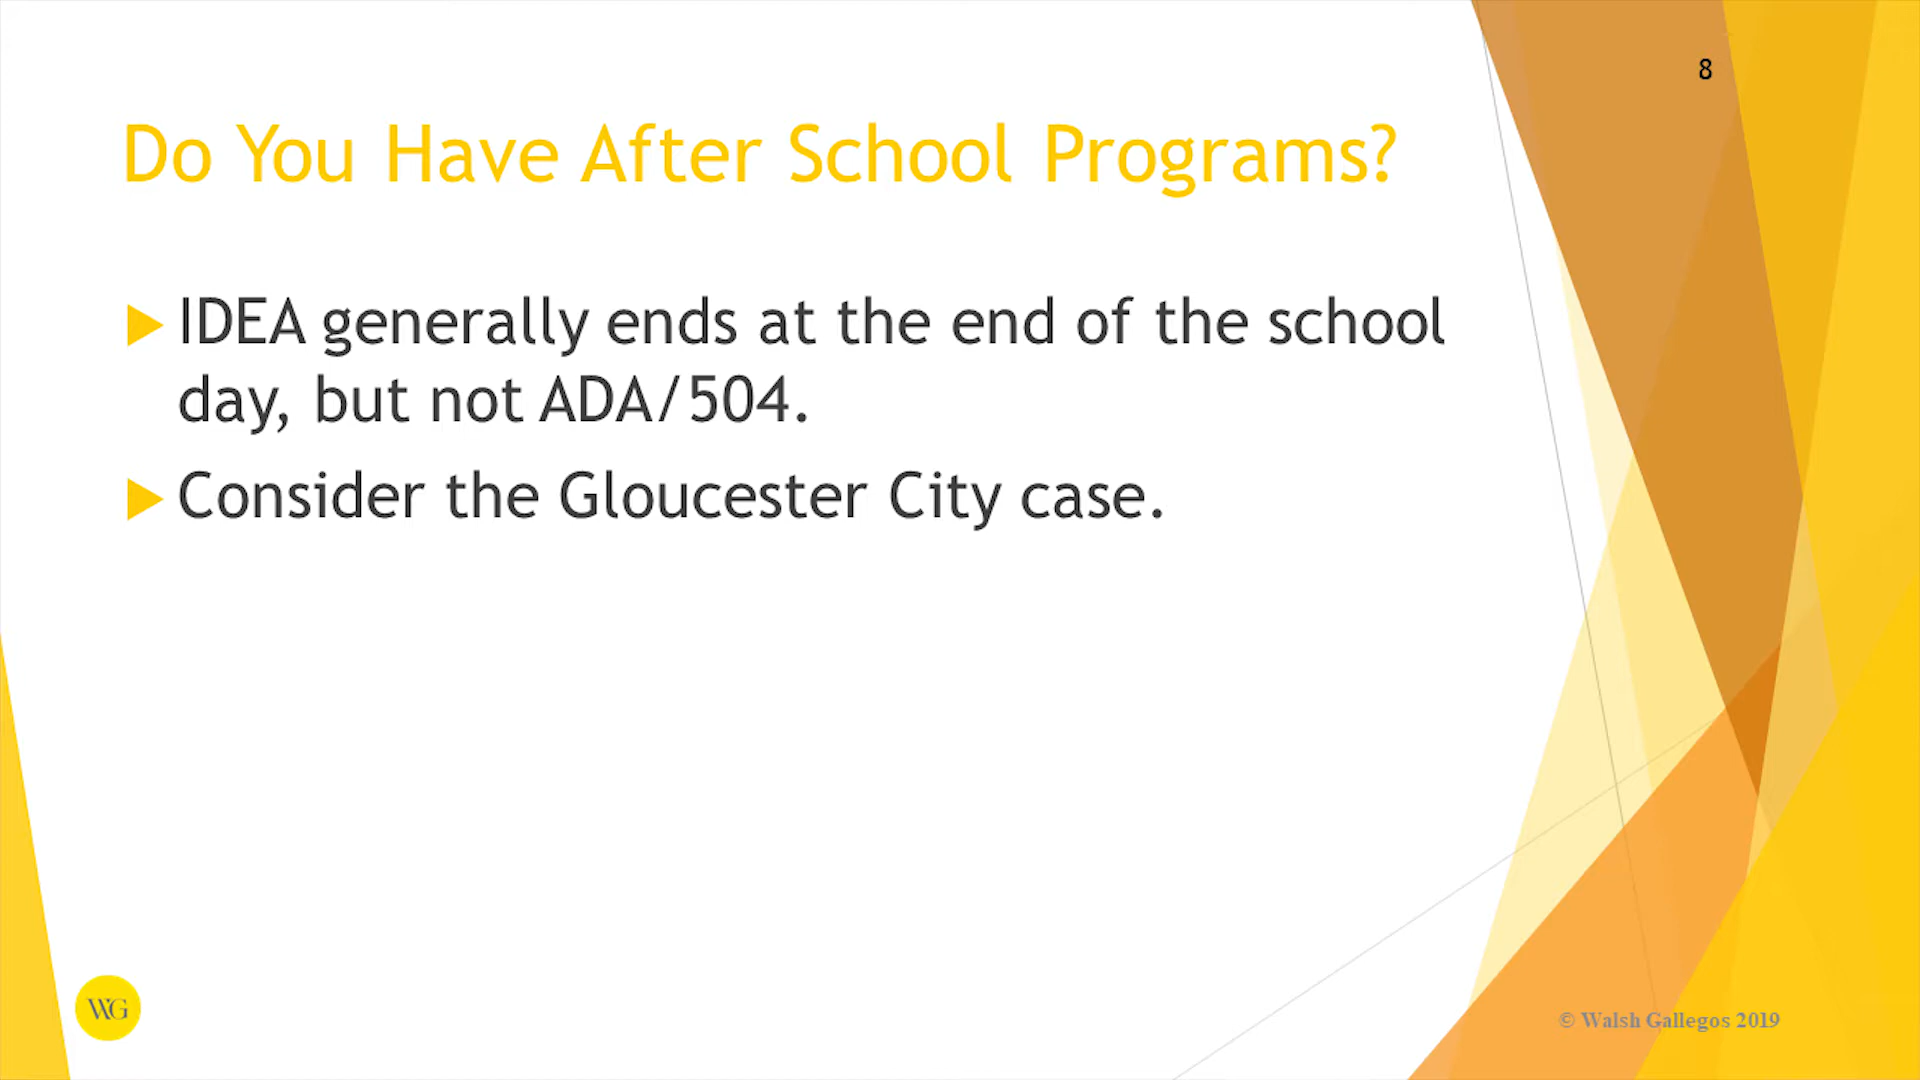 8
Do You Have After School Programs?
IDEA generally ends at the end of the school
day, but not ADA/504.
Consider the Gloucester City case.
WG
© Walsh Gallegos 2019